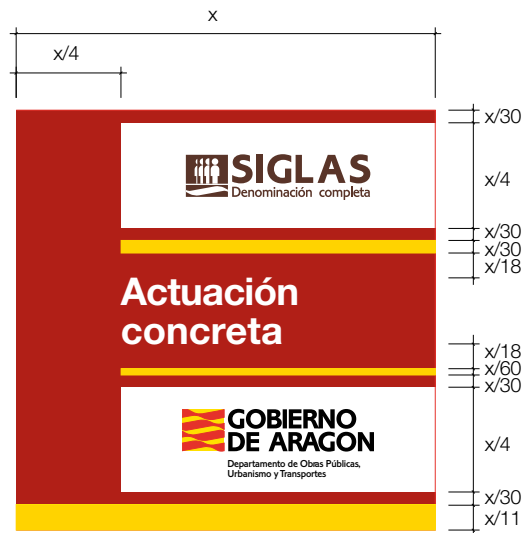 x
x/4
x/30
SIGLAS
x/4
Denominación completa
x/30
x/30
x/18
Actuación
concreta
x/18
x/60
x/30
GOBIERNO
DE ARAGON
x/4
Departamento de Obras Públicas,
Urbanismo y Transportes
x/30
x/11